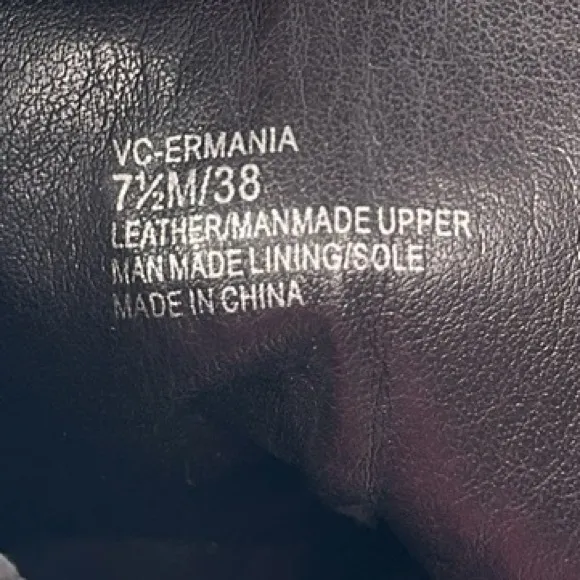 VC-ERMANIA
7½M/38
LEATHER/MANMADE UPPER
MAN MADE LINING/SOLE
MADE IN CHINA